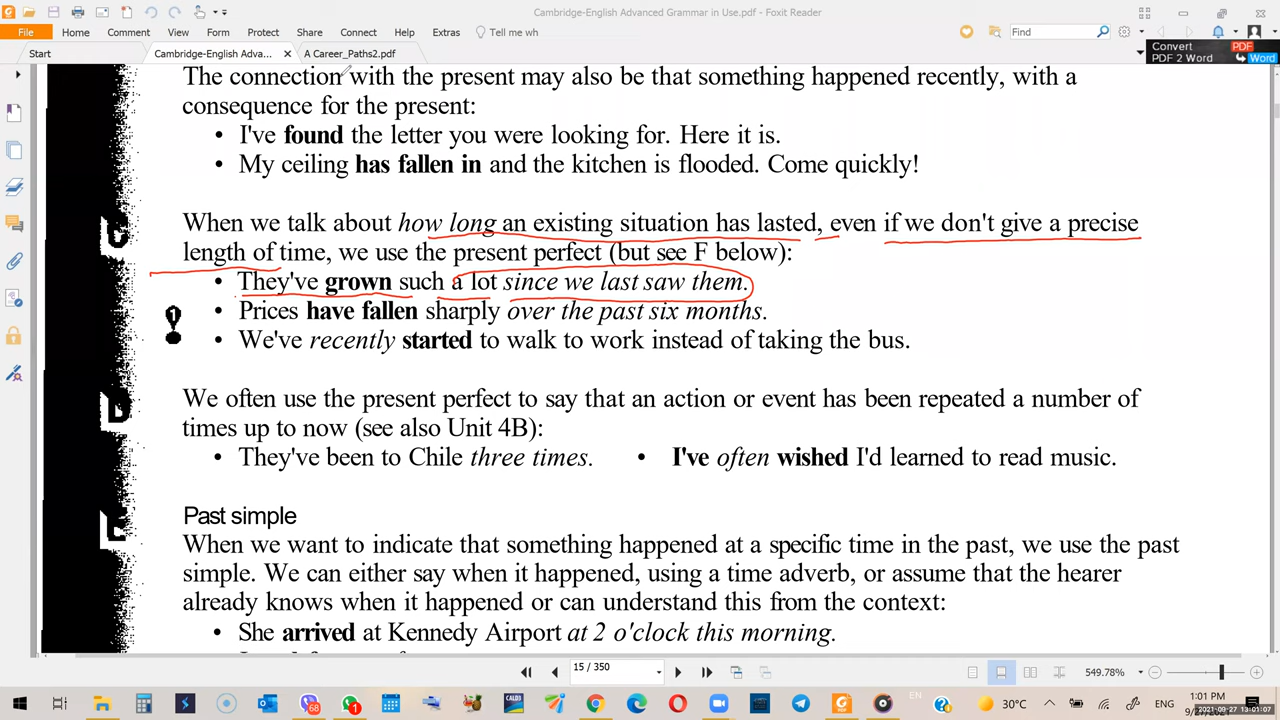 Cambridge-English Advanced Grammar in Use.pdf - Foxit Reader
File Home Comment View Form Protect Share Connect Help Extras Tell me wh Find
Start Cambridge-English Adva... A Career_Paths2.pdf
Convert PDF
PDF 2 Word Word
The connection with the present may also be that something happened recently, with a
consequence for the present:
• I've found the letter you were looking for. Here it is.
• My ceiling has fallen in and the kitchen is flooded. Come quickly!
C
When we talk about how long an existing situation has lasted, even if we don't give a precise
length of time, we use the present perfect (but see F below):
• They've grown such a lot since we last saw them.
• Prices have fallen sharply over the past six months.
• We've recently started to walk to work instead of taking the bus.
D
We often use the present perfect to say that an action or event has been repeated a number of
times up to now (see also Unit 4B):
• They've been to Chile three times. • I've often wished I'd learned to read music.
E
Past simple
When we want to indicate that something happened at a specific time in the past, we use the past
simple. We can either say when it happened, using a time adverb, or assume that the hearer
already knows when it happened or can understand this from the context:
• She arrived at Kennedy Airport at 2 o'clock this morning.
15 / 350 549.78%
68 1 CALD3 EN 30°C ENG 1:01 PM
2021-09-27 13:01:07